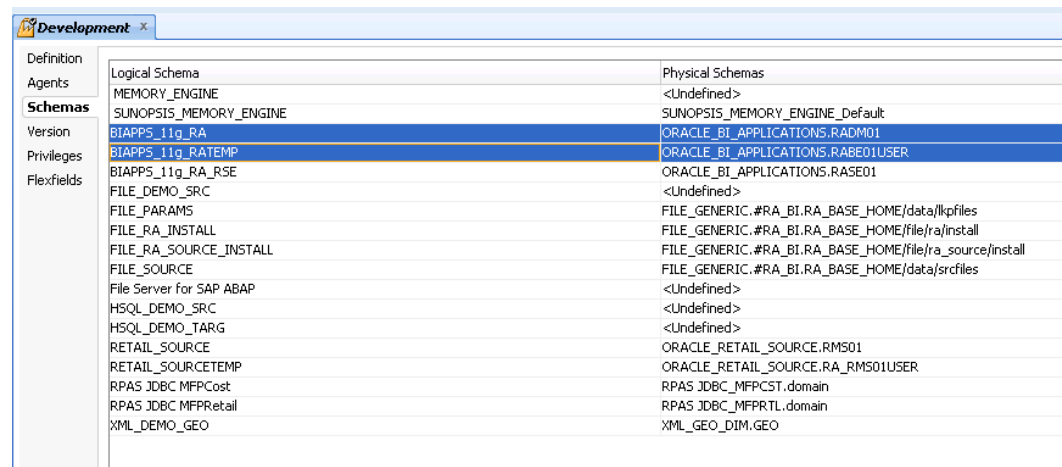 Development x
Definition
Agents
Schemas
Version
Privileges
Flexfields
Logical Schema Physical Schemas
MEMORY_ENGINE <Undefined>
SUNOPSIS_MEMORY_ENGINE SUNOPSIS_MEMORY_ENGINE_Default
BIAPPS_11g_RA ORACLE_BI_APPLICATIONS.RADM01
BIAPPS_11g_RATEMP ORACLE_BI_APPLICATIONS.RABE01USER
BIAPPS_11g_RA_RSE ORACLE_BI_APPLICATIONS.RASE01
FILE_DEMO_SRC <Undefined>
FILE_PARAMS FILE_GENERIC.#RA_BI.RA_BASE_HOME/data/lkpfiles
FILE_RA_INSTALL FILE_GENERIC.#RA_BI.RA_BASE_HOME/file/ra/install
FILE_RA_SOURCE_INSTALL FILE_GENERIC.#RA_BI.RA_BASE_HOME/file/ra_source/install
FILE_SOURCE FILE_GENERIC.#RA_BI.RA_BASE_HOME/data/srcfiles
File Server for SAP ABAP <Undefined>
HSQL_DEMO_SRC <Undefined>
HSQL_DEMO_TARG <Undefined>
RETAIL_SOURCE ORACLE_RETAIL_SOURCE.RMS01
RETAIL_SOURCETEMP ORACLE_RETAIL_SOURCE.RA_RMS01USER
RPAS JDBC MFPCost RPAS JDBC_MFPCST.domain
RPAS JDBC MFPRetail RPAS JDBC_MFPRTL.domain
XML_DEMO_GEO XML_GEO_DIM.GEO